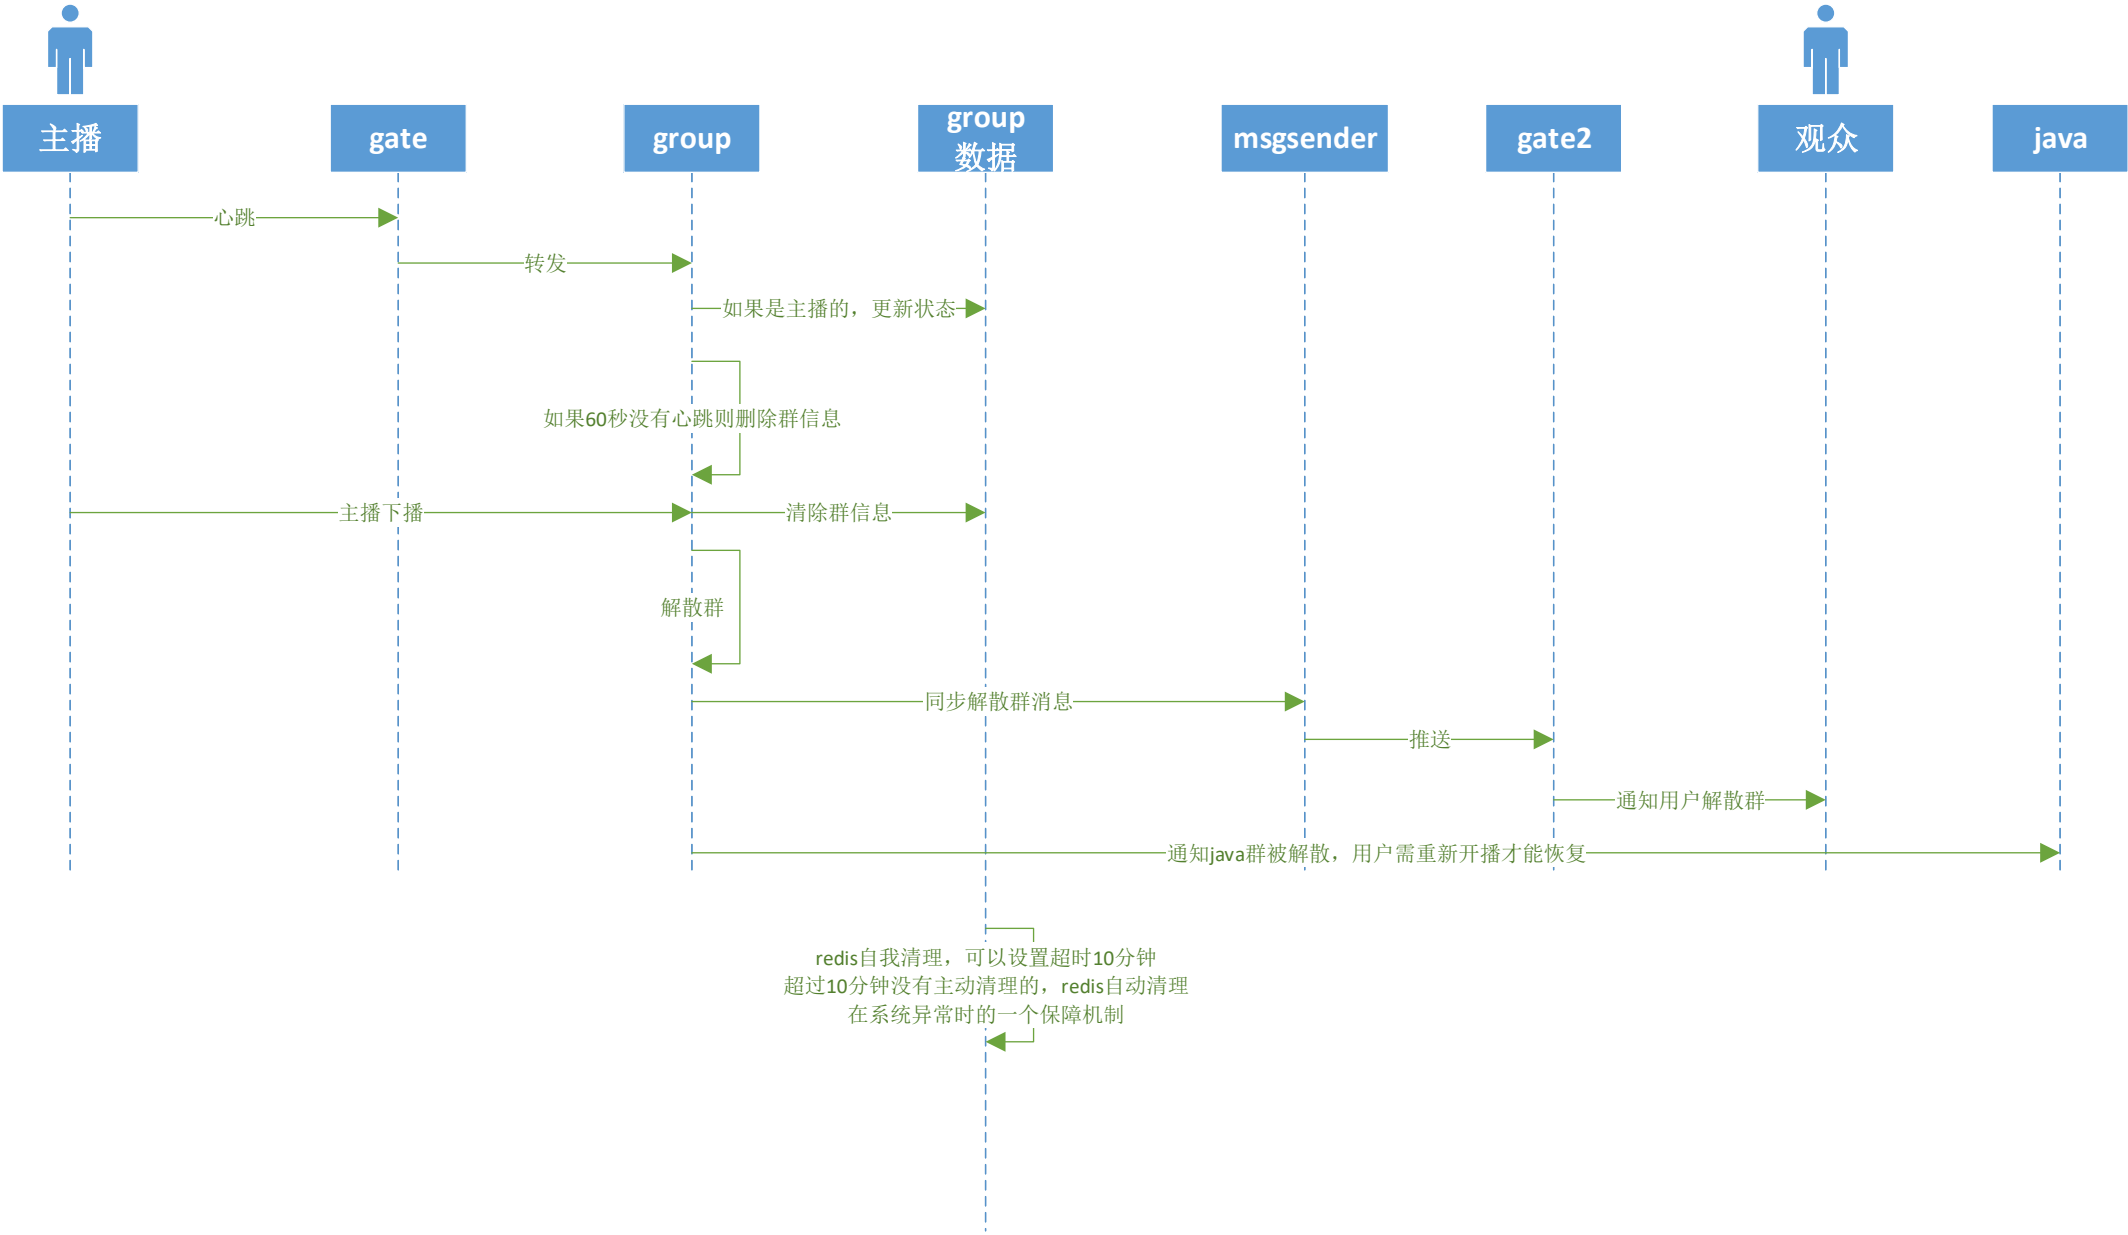 主播
gate
group
group
数据
msgsender
gate2
观众
java
心跳
转发
如果是主播的，更新状态
如果60秒没有心跳则删除群信息
主播下播
清除群信息
解散群
同步解散群消息
推送
通知用户解散群
通知java群被解散，用户需重新开播才能恢复
redis自我清理，可以设置超时10分钟
超过10分钟没有主动清理的，redis自动清理
在系统异常时的一个保障机制